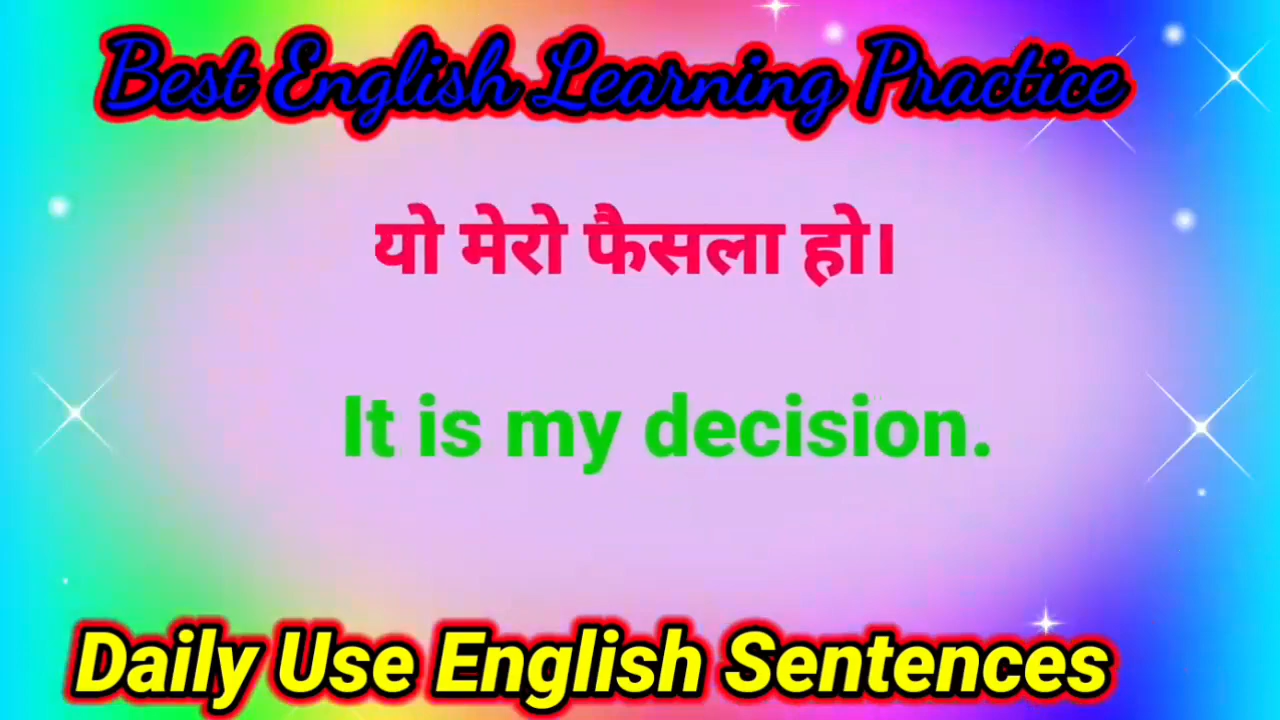 Best English Learning Practice
यो मेरो फैसला हो।
It is my decision.
Daily Use English Sentences